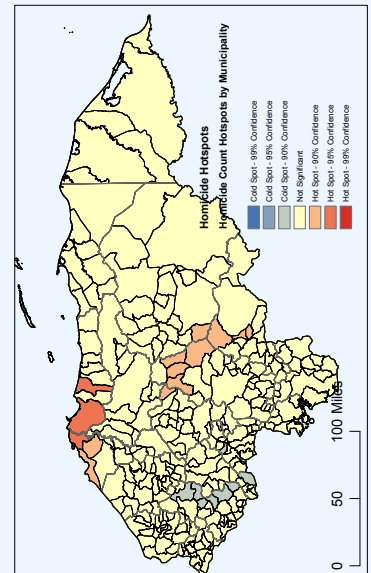 Homicide Hotspots
Homicide Count Hotspots by Municipality
Cold Spot - 99% Confidence
Cold Spot - 95% Confidence
Cold Spot - 90% Confidence
Not Significant
Hot Spot - 90% Confidence
Hot Spot - 95% Confidence
Hot Spot - 99% Confidence
0 50 100 Miles